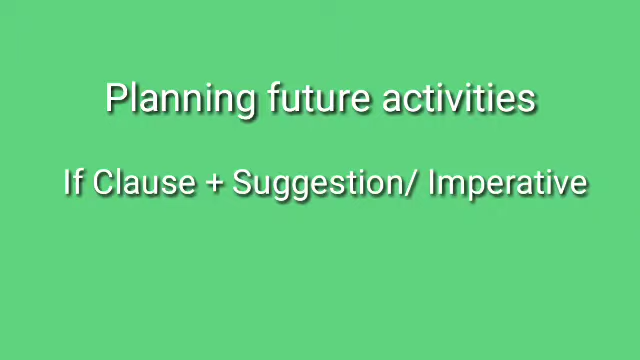 Planning future activities
If Clause + Suggestion/ Imperative